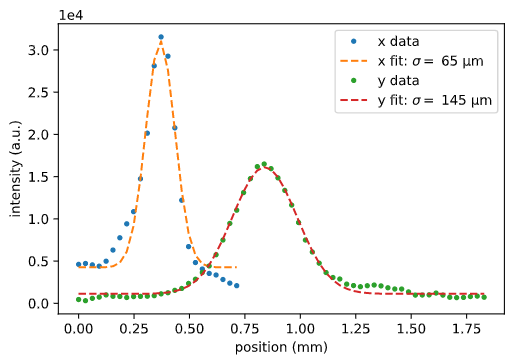 1e4
x data
x fit: σ = 65 µm
y data
y fit: σ = 145 µm
3.0
2.5
2.0
1.5
1.0
0.5
0.0
intensity (a.u.)
0.00 0.25 0.50 0.75 1.00 1.25 1.50 1.75
position (mm)